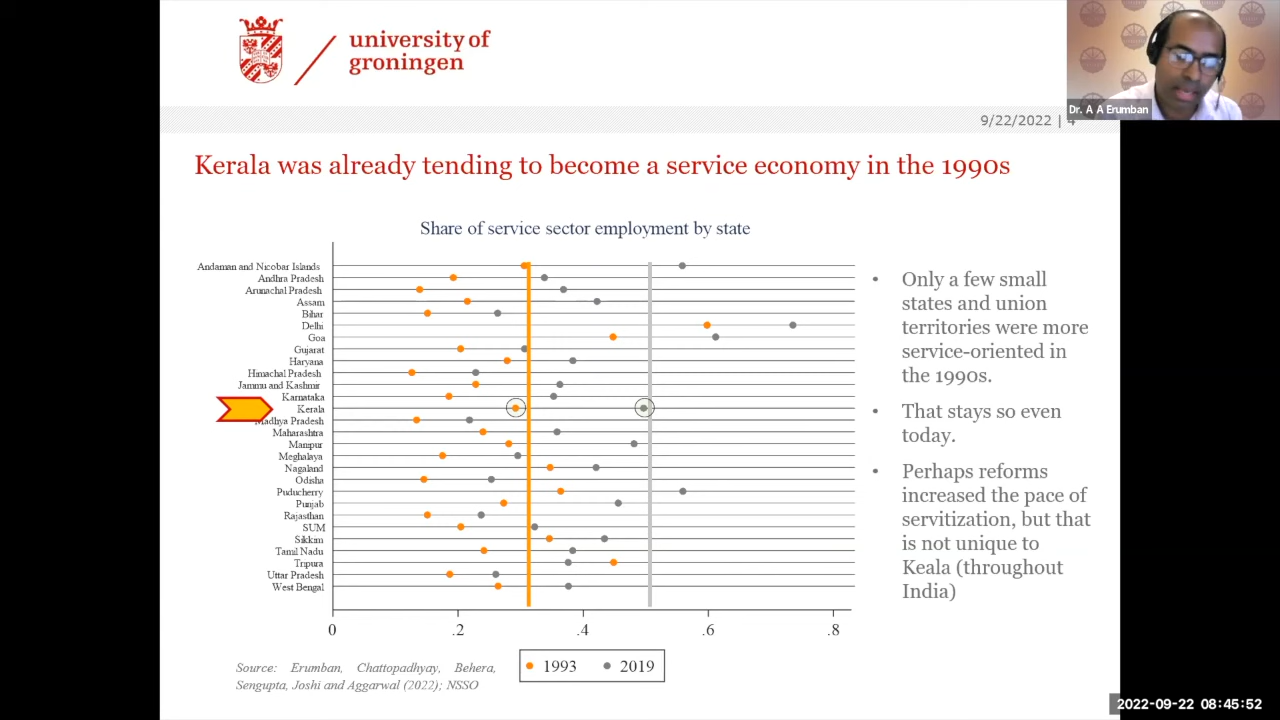 university of
groningen
Dr. A A Erumban
9/22/2022 | 4
Kerala was already tending to become a service economy in the 1990s
Share of service sector employment by state
Andaman and Nicobar Islands
Andhra Pradesh
Arunachal Pradesh
Assam
Bihar
Delhi
Goa
Gujarat
Haryana
Himachal Pradesh
Jammu and Kashmir
Karnataka
Kerala
Madhya Pradesh
Maharashtra
Manipur
Meghalaya
Nagaland
Odisha
Puducherry
Punjab
Rajasthan
SUM
Sikkim
Tamil Nadu
Tripura
Uttar Pradesh
West Bengal
0 .2 .4 .6 .8
1993 2019
Source: Erumban, Chattopadhyay, Behera,
Sengupta, Joshi and Aggarwal (2022); NSSO
• Only a few small
states and union
territories were more
service-oriented in
the 1990s.
• That stays so even
today.
• Perhaps reforms
increased the pace of
servitization, but that
is not unique to
Keala (throughout
India)
2022-09-22 08:45:52